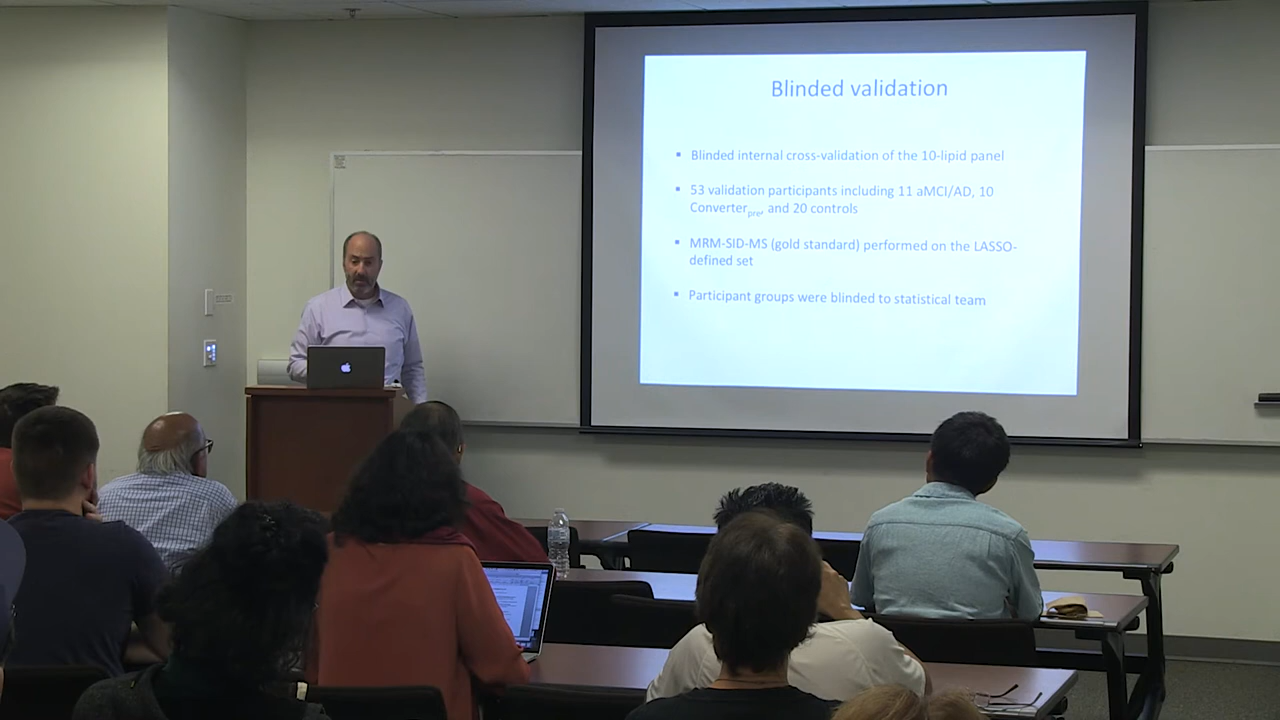 Blinded validation
▪ Blinded internal cross-validation of the 10-lipid panel
▪ 53 validation participants including 11 aMCI/AD, 10
Converterpre, and 20 controls
▪ MRM-SID-MS (gold standard) performed on the LASSO-
defined set
▪ Participant groups were blinded to statistical team